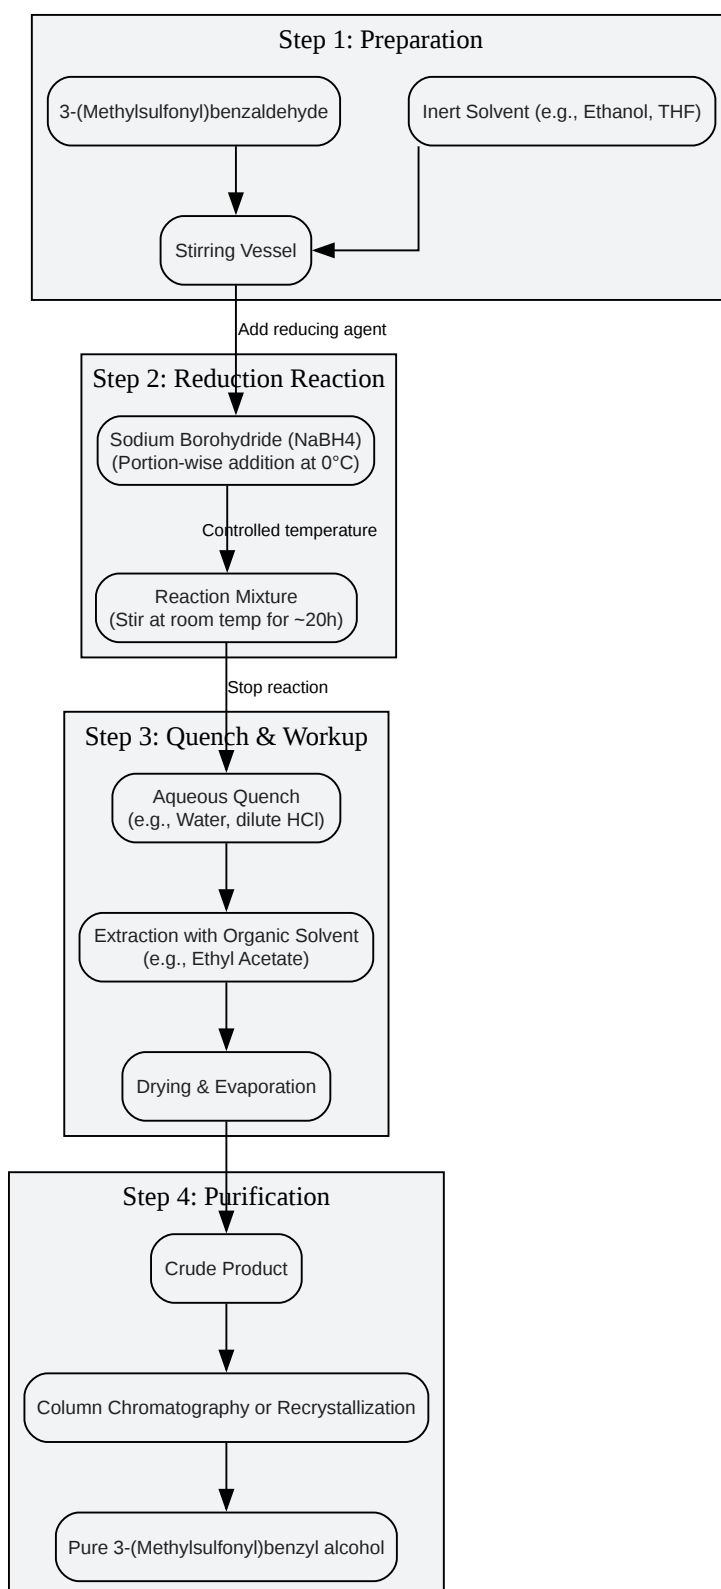 Step 1: Preparation
3-(Methylsulfonyl)benzaldehyde
Inert Solvent (e.g., Ethanol, THF)
Stirring Vessel
Add reducing agent
Step 2: Reduction Reaction
Sodium Borohydride (NaBH4)
(Portion-wise addition at 0°C)
Controlled temperature
Reaction Mixture
(Stir at room temp for ~20h)
Stop reaction
Step 3: Quench & Workup
Aqueous Quench
(e.g., Water, dilute HCl)
Extraction with Organic Solvent
(e.g., Ethyl Acetate)
Drying & Evaporation
Step 4: Purification
Crude Product
Column Chromatography or Recrystallization
Pure 3-(Methylsulfonyl)benzyl alcohol